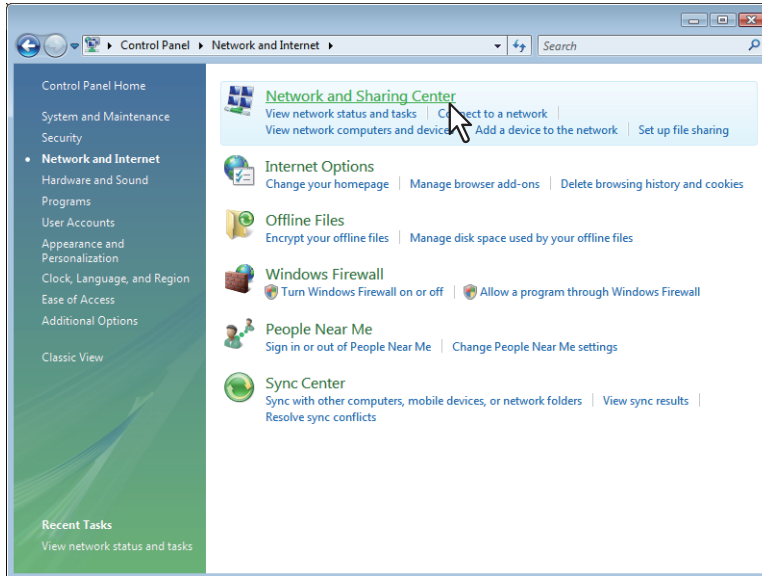 Control Panel Network and Internet Search
Control Panel Home
System and Maintenance
Security
Network and Internet
Hardware and Sound
Programs
User Accounts
Appearance and
Personalization
Clock, Language, and Region
Ease of Access
Additional Options
Classic View
Recent Tasks
View network status and tasks
Network and Sharing Center
View network status and tasks to a network
View network computers and Add a device to the network Set up file sharing
Internet Options
Change your homepage Manage browser add-ons Delete browsing history and cookies
Offline Files
Encrypt your offline files Manage disk space used by your offline files
Windows Firewall
Turn Windows Firewall on or off Allow a program through Windows Firewall
People Near Me
Sign in or out of People Near Me Change People Near Me settings
Sync Center
Sync with other computers, mobile devices, or network folders View sync results
Resolve sync conflicts